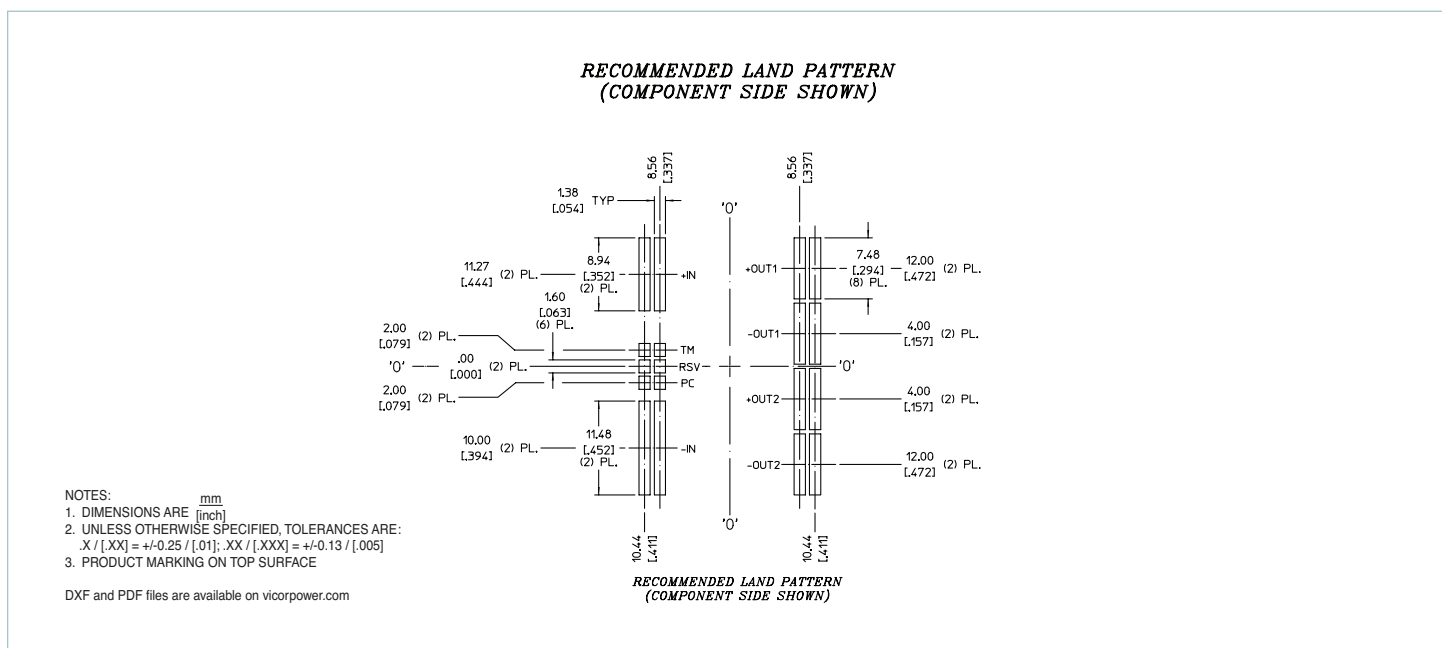 RECOMMENDED LAND PATTERN
(COMPONENT SIDE SHOWN)
8.56
[.337]
8.56
[.337]
1.38
[.054]
TYP
'0'
11.27
[.444]
(2) PL.
8.94
[.352]
(2) PL.
+IN
+OUT1
7.48
[.294]
(8) PL.
12.00
[.472]
(2) PL.
1.60
[.063]
(6) PL.
2.00
[.079]
(2) PL.
TM
-OUT1
4.00
[.157]
(2) PL.
'0'
.00
[.000]
(2) PL.
RSV
'0'
2.00
[.079]
(2) PL.
PC
+OUT2
4.00
[.157]
(2) PL.
10.00
[.394]
(2) PL.
11.48
[.452]
(2) PL.
-IN
-OUT2
12.00
[.472]
(2) PL.
'0'
10.44
[.411]
10.44
[.411]
RECOMMENDED LAND PATTERN
(COMPONENT SIDE SHOWN)
NOTES:
1. DIMENSIONS ARE mm
[inch]
2. UNLESS OTHERWISE SPECIFIED, TOLERANCES ARE:
.X / [.XX] = +/-0.25 / [.01]; .XX / [.XXX] = +/-0.13 / [.005]
3. PRODUCT MARKING ON TOP SURFACE
DXF and PDF files are available on vicorpower.com